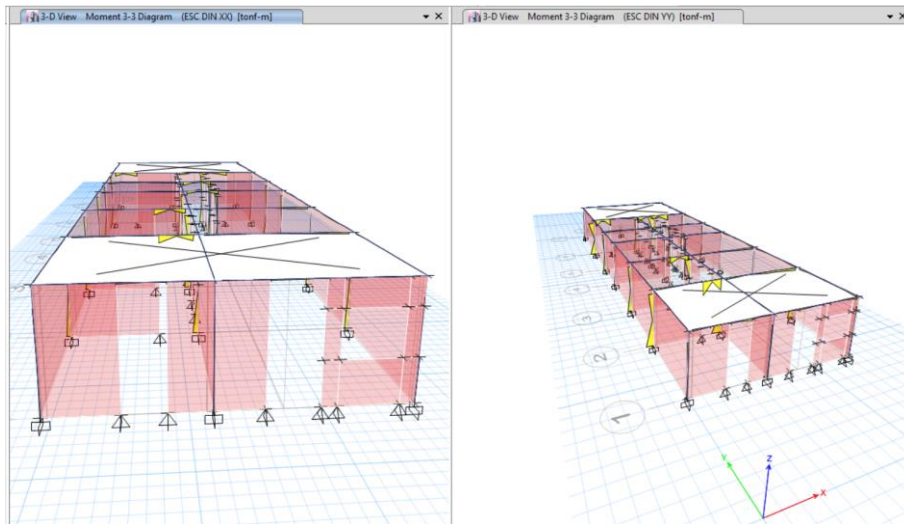 3-D View Moment 3-3 Diagram (ESC DIN XX) [tonf-m]
3-D View Moment 3-3 Diagram (ESC DIN YY) [tonf-m]
3
2
1
Y
Z
X